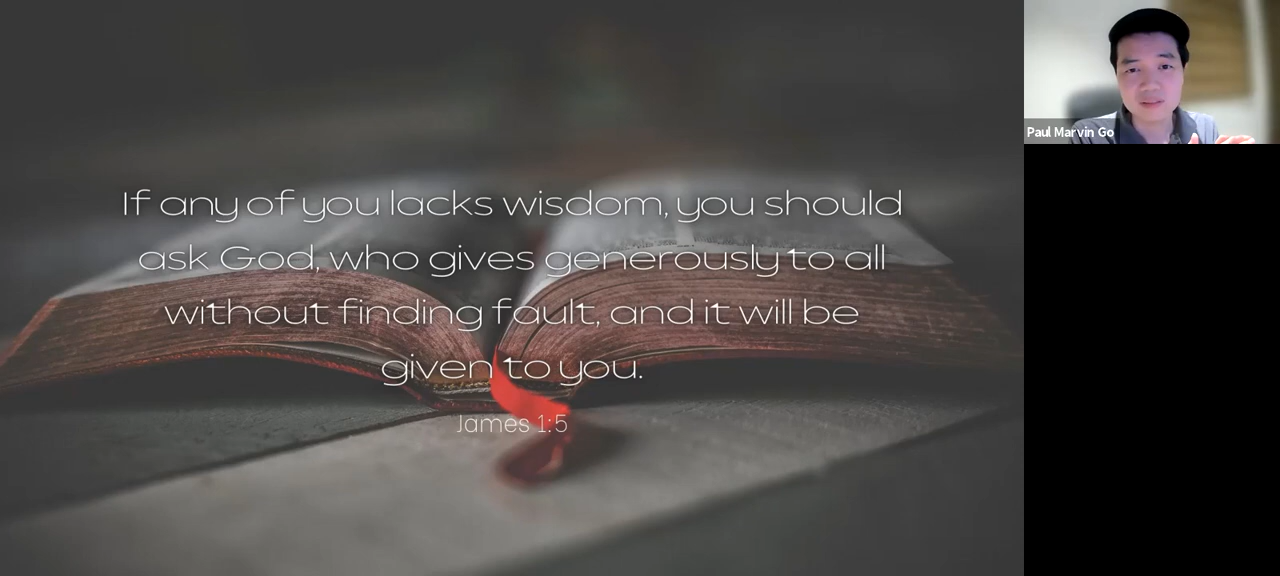 If any of you lacks wisdom, you should
ask God, who gives generously to all
without finding fault, and it will be
given to you.
James 1:5
Paul Marvin Go